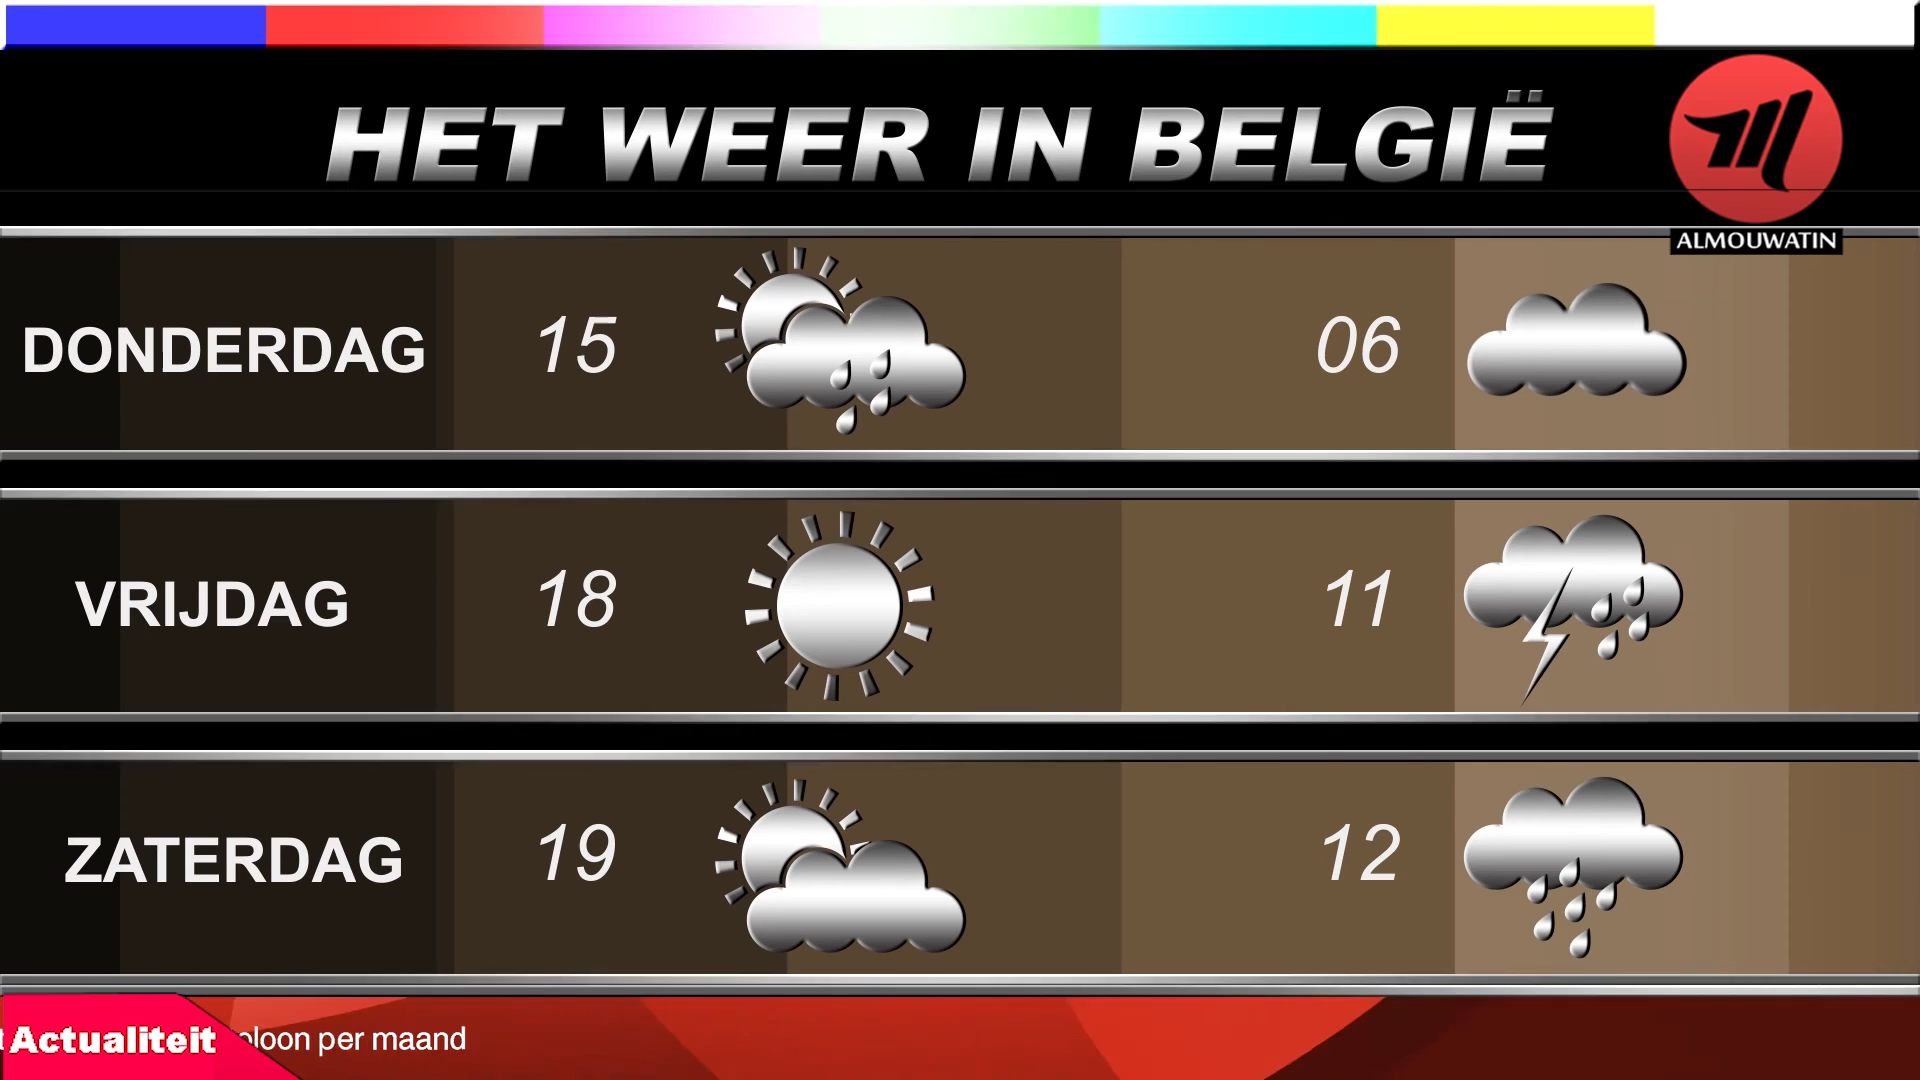 HET WEER IN BELGIË
ALMOUWATIN
DONDERDAG 15 06
VRIJDAG 18 11
ZATERDAG 19 12
Actualiteit per maand